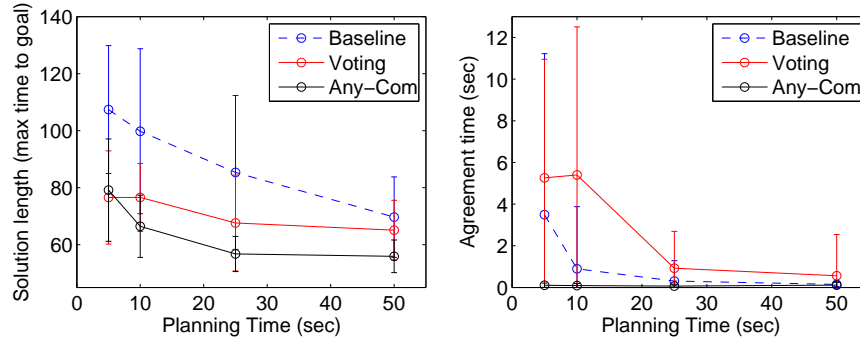 140
120
100
80
60
0 10 20 30 40 50
Solution length (max time to goal)
Planning Time (sec)
Baseline
Voting
Any−Com
12
10
8
6
4
2
0
0 10 20 30 40 50
Agreement time (sec)
Planning Time (sec)
Baseline
Voting
Any−Com